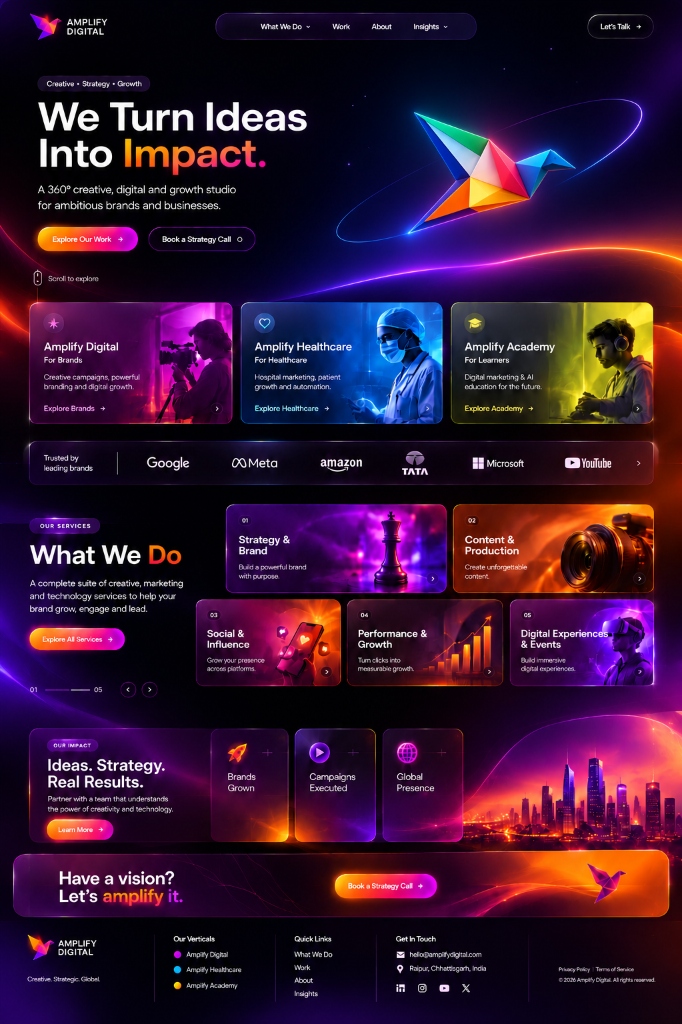 AMPLIFY
DIGITAL
What We Do
Work
About
Insights
Let's Talk
Creative • Strategy • Growth
We Turn Ideas
Into Impact.
A 360° creative, digital and growth studio
for ambitious brands and businesses.
Explore Our Work
Book a Strategy Call
Scroll to explore
Amplify Digital
For Brands
Creative campaigns, powerful
branding and digital growth.
Explore Brands
Amplify Healthcare
For Healthcare
Hospital marketing, patient
growth and automation.
Explore Healthcare
Amplify Academy
For Learners
Digital marketing & AI
education for the future.
Explore Academy
Trusted by
leading brands
Google
Meta
amazon
TATA
Microsoft
YouTube
OUR SERVICES
What We Do
A complete suite of creative, marketing
and technology services to help your
brand grow, engage and lead.
Explore All Services
01
05
01
Strategy &
Brand
Build a powerful brand
with purpose.
02
Content &
Production
Create unforgettable
content.
03
Social &
Influence
Grow your presence
across platforms.
04
Performance &
Growth
Turn clicks into
measurable growth.
05
Digital Experiences
& Events
Build immersive
digital experiences.
OUR IMPACT
Ideas. Strategy.
Real Results.
Partner with a team that understands
the power of creativity and technology.
Learn More
Brands
Grown
Campaigns
Executed
Global
Presence
Have a vision?
Let's amplify it.
Book a Strategy Call
AMPLIFY
DIGITAL
Creative. Strategic. Global.
Our Verticals
Amplify Digital
Amplify Healthcare
Amplify Academy
Quick Links
What We Do
Work
About
Insights
Get In Touch
hello@amplifydigital.com
Raipur, Chhattisgarh, India
Privacy Policy | Terms of Service
© 2026 Amplify Digital. All rights reserved.